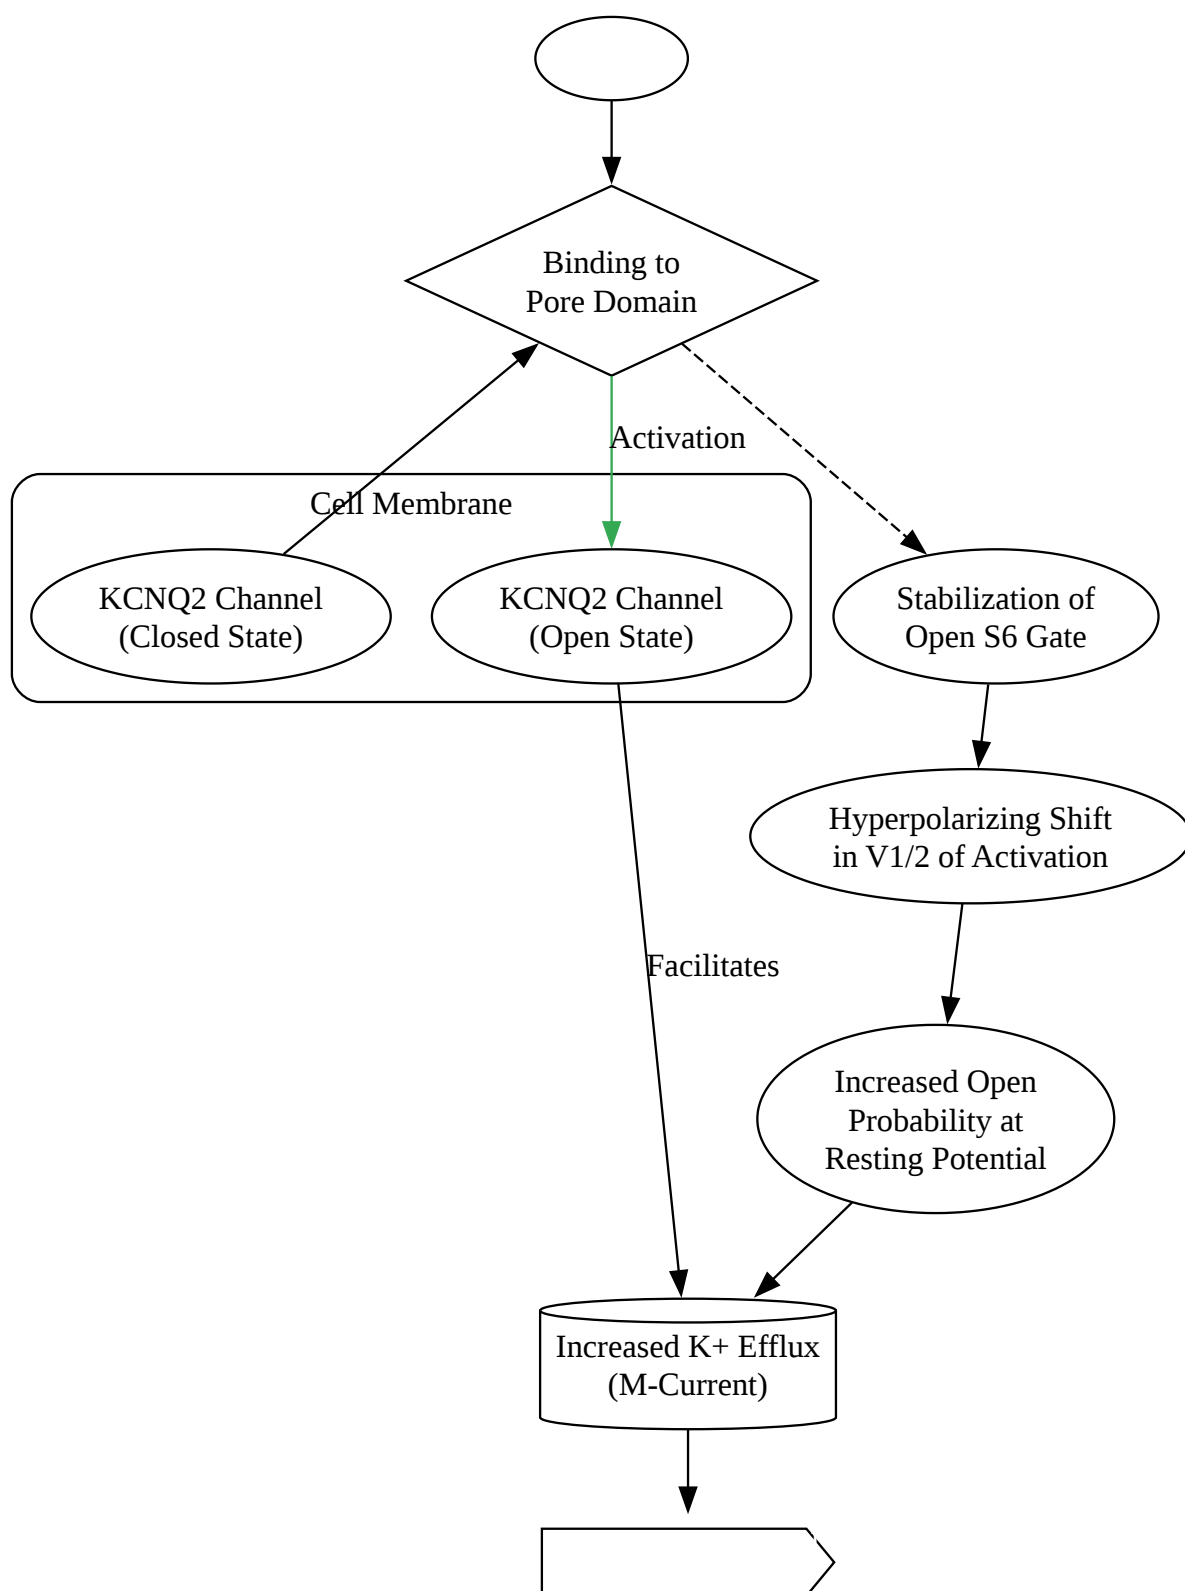 Binding to
Pore Domain
Activation
Cell Membrane
KCNQ2 Channel
(Closed State)
KCNQ2 Channel
(Open State)
Stabilization of
Open S6 Gate
Hyperpolarizing Shift
in V1/2 of Activation
Facilitates
Increased Open
Probability at
Resting Potential
Increased K+ Efflux
(M-Current)